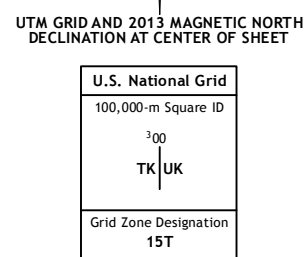 UTM GRID AND 2013 MAGNETIC NORTH
DECLINATION AT CENTER OF SHEET
U.S. National Grid
100,000-m Square ID
³00
TK UK
Grid Zone Designation
15T